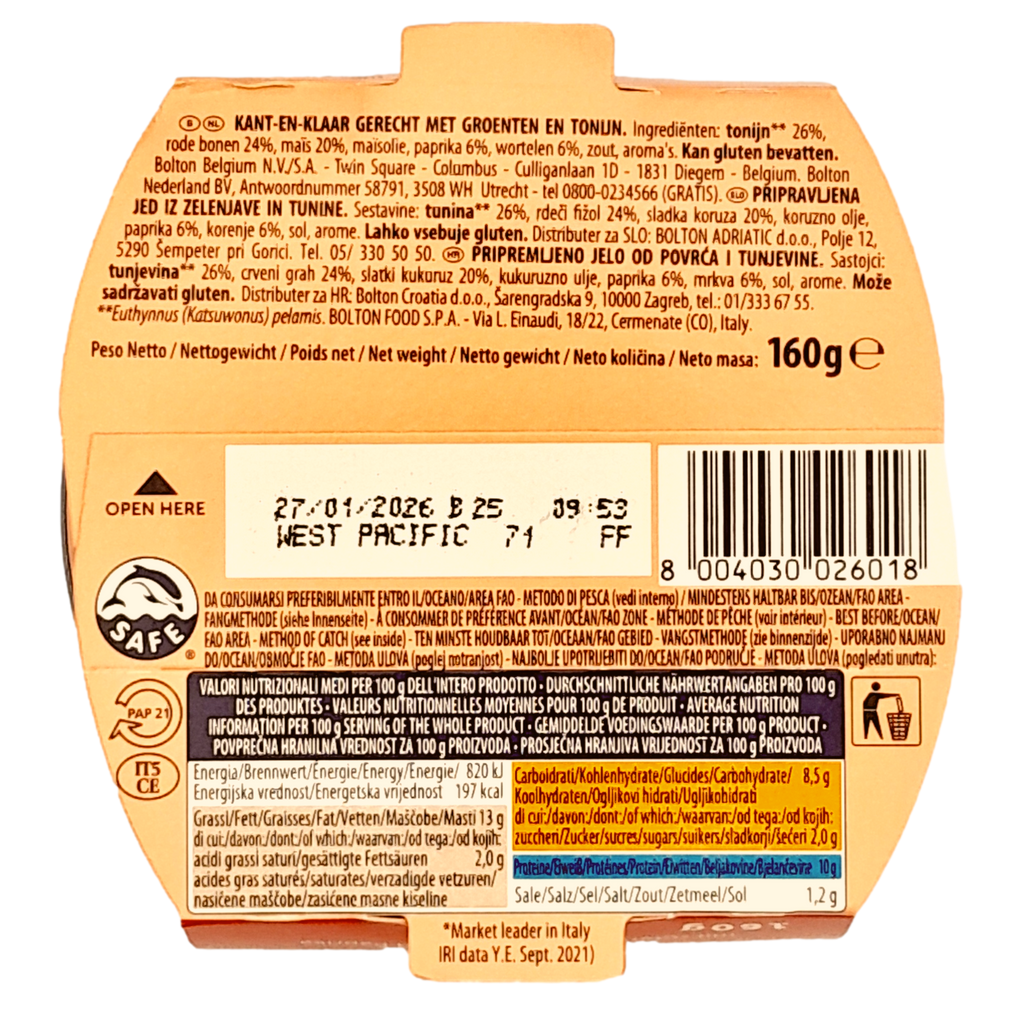 B NL KANT-EN-KLAAR GERECHT MET GROENTEN EN TONIJN. Ingrediënten: tonijn** 26%,
rode bonen 24%, maïs 20%, maïsolie, paprika 6%, wortelen 6%, zout, aroma's. Kan gluten bevatten.
Bolton Belgium N.V./S.A. - Twin Square - Columbus - Culliganlaan 1D - 1831 Diegem - Belgium. Bolton
Nederland BV, Antwoordnummer 58791, 3508 WH Utrecht - tel 0800-0234566 (GRATIS). SLO PRIPRAVLJENA
JED IZ ZELENJAVE IN TUNINE. Sestavine: tunina** 26%, rdeči fižol 24%, sladka koruza 20%, koruzno olje,
paprika 6%, korenje 6%, sol, arome. Lahko vsebuje gluten. Distributer za SLO: BOLTON ADRIATIC d.o.o., Polje 12,
5290 Šempeter pri Gorici. Tel. 05/ 330 50 50. HR PRIPREMLJENO JELO OD POVRĆA I TUNJEVINE. Sastojci:
tunjevina** 26%, crveni grah 24%, slatki kukuruz 20%, kukuruzno ulje, paprika 6%, mrkva 6%, sol, arome. Može
sadržavati gluten. Distributer za HR: Bolton Croatia d.o.o., Šarengradska 9, 10000 Zagreb, tel.: 01/333 67 55.
**Euthynnus (Katsuwonus) pelamis. BOLTON FOOD S.P.A. - Via L. Einaudi, 18/22, Cermenate (CO), Italy.
Peso Netto / Nettogewicht / Poids net / Net weight / Netto gewicht / Neto količina / Neto masa: 160g ℮
OPEN HERE
27/01/2026 B 25 09:53
WEST PACIFIC 71 FF
8 004030 026018
SAFE ®
DA CONSUMARSI PREFERIBILMENTE ENTRO IL/OCEANO/AREA FAO - METODO DI PESCA (vedi interno) / MINDESTENS HALTBAR BIS/OZEAN/FAO AREA -
FANGMETHODE (siehe Innenseite) - À CONSOMMER DE PRÉFÉRENCE AVANT/OCÉAN/FAO ZONE - MÉTHODE DE PÊCHE (voir intérieur) - BEST BEFORE/OCEAN/
FAO AREA - METHOD OF CATCH (see inside) - TEN MINSTE HOUDBAAR TOT/OCEAAN/FAO GEBIED - VANGSTMETHODE (zie binnenzijde) - UPORABNO NAJMANJ
DO/OCEAN/OBMOČJE FAO - METODA ULOVA (poglej notranjost) - NAJBOLJE UPOTRIJEBITI DO/OCEAN/FAO PODRUČJE - METODA ULOVA (pogledati unutra):
PAP 21
IT5
CE
VALORI NUTRIZIONALI MEDI PER 100 g DELL'INTERO PRODOTTO • DURCHSCHNITTLICHE NÄHRWERTANGABEN PRO 100 g
DES PRODUKTES • VALEURS NUTRITIONNELLES MOYENNES POUR 100 g DE PRODUIT • AVERAGE NUTRITION
INFORMATION PER 100 g SERVING OF THE WHOLE PRODUCT • GEMIDDELDE VOEDINGSWAARDE PER 100 g PRODUCT •
POVPREČNA HRANILNA VREDNOST ZA 100 g PROIZVODA • PROSJEČNA HRANJIVA VRIJEDNOST ZA 100 g PROIZVODA
Energia/Brennwert/Énergie/Energy/Energie/ 820 kJ
Energijska vrednost/Energetska vrijednost 197 kcal
Grassi/Fett/Graisses/Fat/Vetten/Maščobe/Masti 13 g
di cui:/davon:/dont:/of which:/waarvan:/od tega:/od kojih:
acidi grassi saturi/gesättigte Fettsäuren 2,0 g
acides gras saturés/saturates/verzadigde vetzuren/
nasičene maščobe/zasićene masne kiseline
Carboidrati/Kohlenhydrate/Glucides/Carbohydrate/ 8,5 g
Koolhydraten/Ogljikovi hidrati/Ugljikohidrati
di cui:/davon:/dont:/of which:/waarvan:/od tega:/od kojih:
zuccheri/Zucker/sucres/sugars/suikers/sladkorji/šećeri 2,0 g
Proteine/Eiweiß/Protéines/Protein/Eiwitten/Beljakovine/Bjelančevine 10 g
Sale/Salz/Sel/Salt/Zout/Zetmeel/Sol 1,2 g
*Market leader in Italy
IRI data Y.E. Sept. 2021)
160g